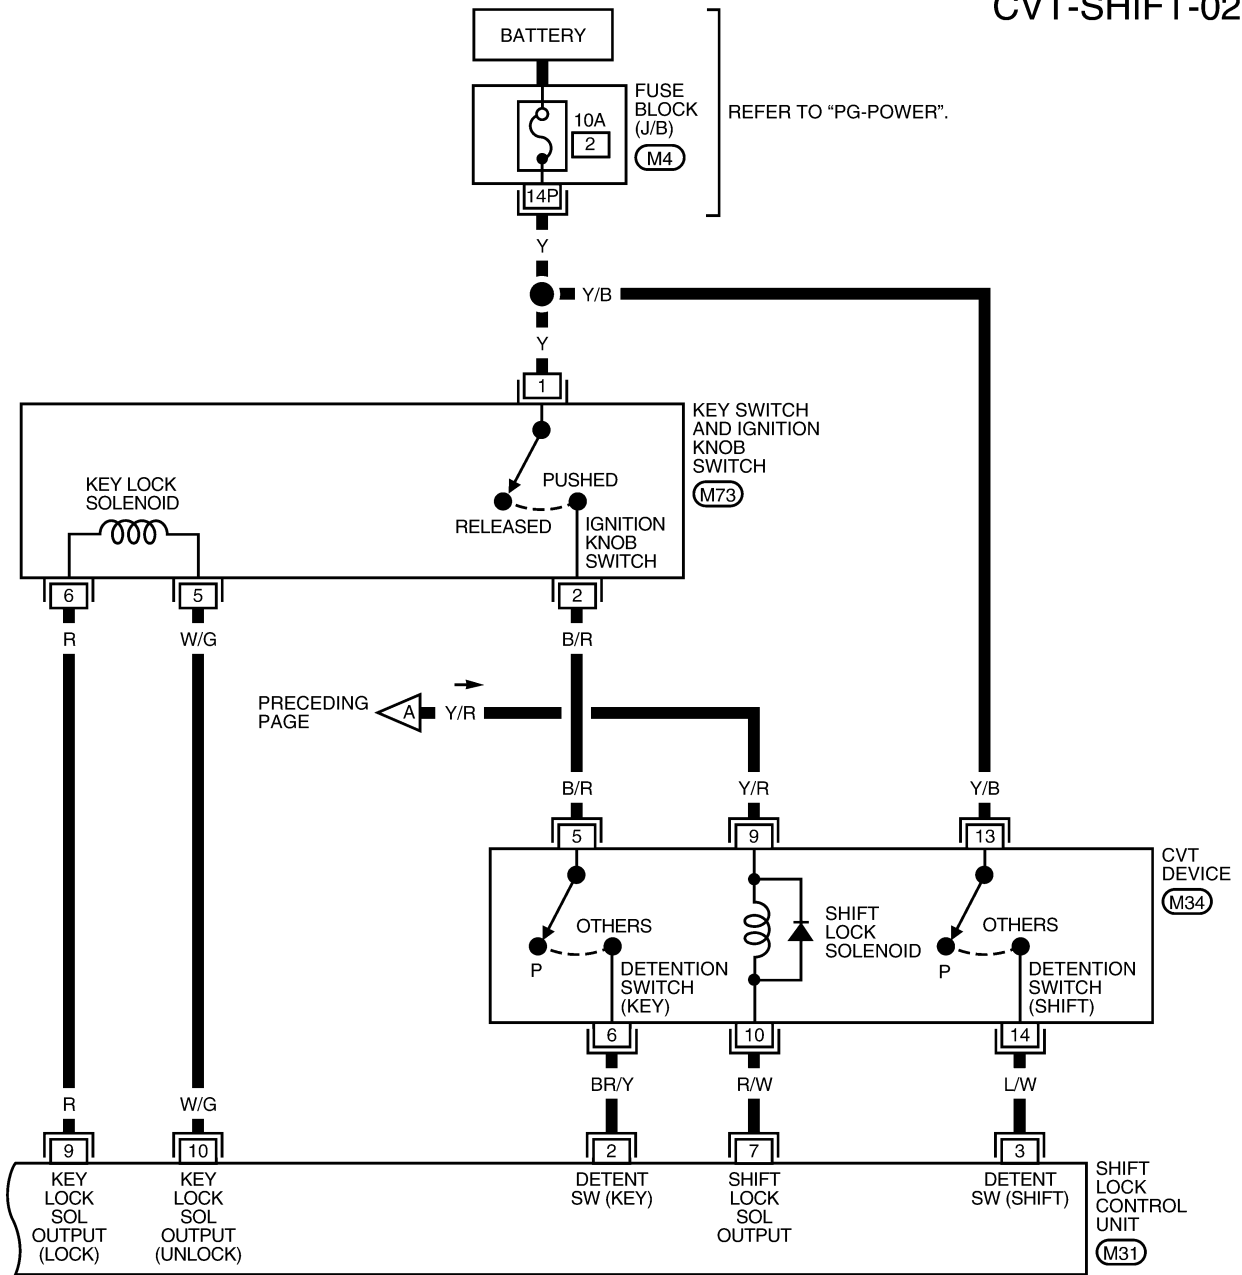 CVT-SHIFT-02
BATTERY
FUSE
BLOCK
(J/B)
M4
10A
2
REFER TO “PG-POWER”.
14P
Y
Y/B
Y
1
KEY SWITCH
AND IGNITION
KNOB
SWITCH
M73
KEY LOCK
SOLENOID
PUSHED
RELEASED
IGNITION
KNOB
SWITCH
6
5
2
R
W/G
B/R
PRECEDING
PAGE
A
Y/R
B/R
Y/R
Y/B
5
9
13
CVT
DEVICE
M34
OTHERS
P
DETENTION
SWITCH
(KEY)
SHIFT
LOCK
SOLENOID
OTHERS
P
DETENTION
SWITCH
(SHIFT)
6
10
14
BR/Y
R/W
L/W
R
W/G
9
10
2
7
3
KEY
LOCK
SOL
OUTPUT
(LOCK)
KEY
LOCK
SOL
OUTPUT
(UNLOCK)
DETENT
SW (KEY)
SHIFT
LOCK
SOL
OUTPUT
DETENT
SW (SHIFT)
SHIFT
LOCK
CONTROL
UNIT
M31